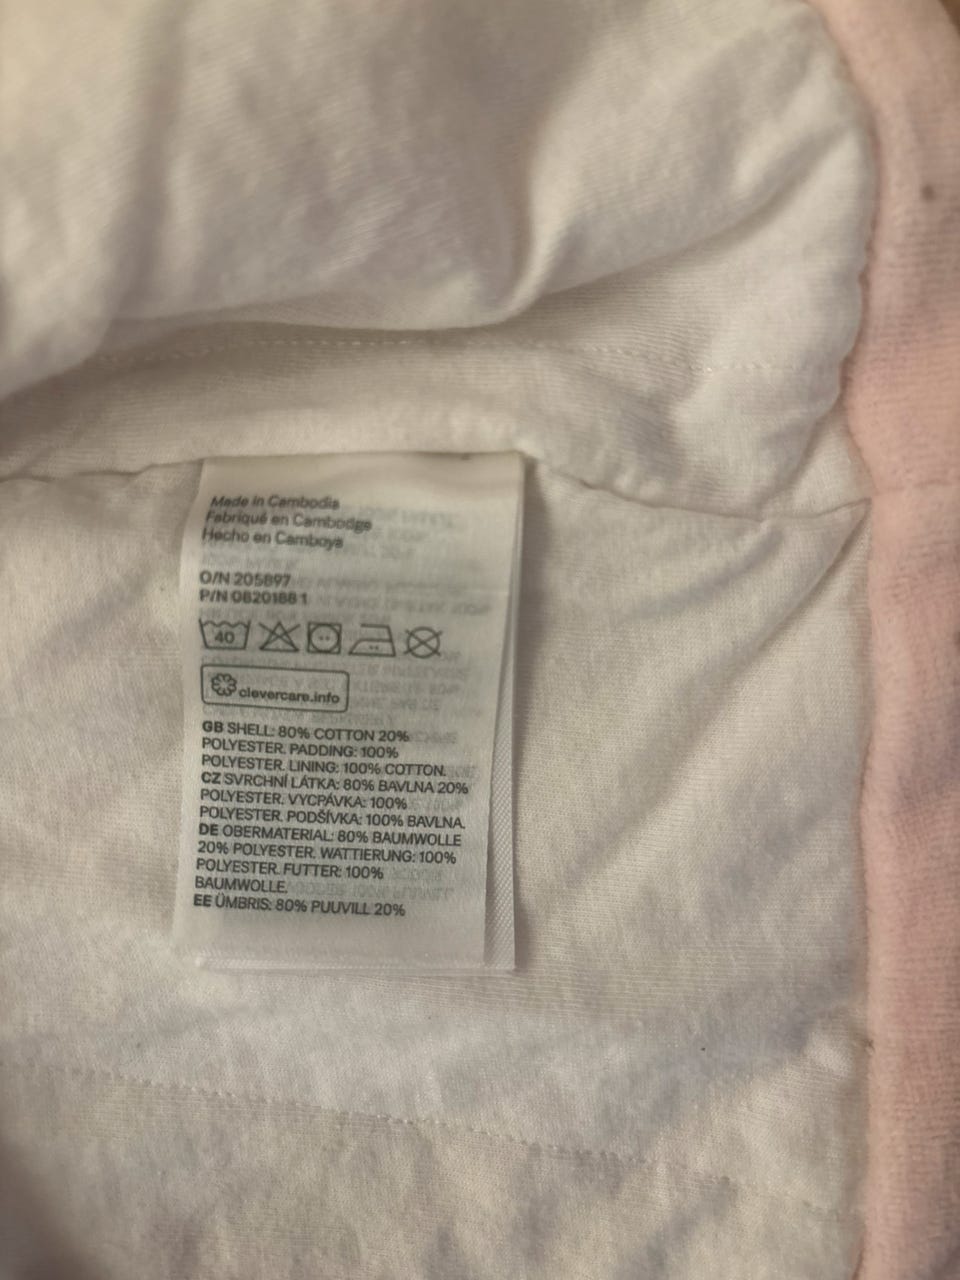 Made in Cambodia
Fabriqué en Cambodge
Hecho en Camboya
O/N 205897
P/N 08201881
40
clevercare.info
GB SHELL: 80% COTTON 20%
POLYESTER. PADDING: 100%
POLYESTER. LINING: 100% COTTON.
CZ SVRCHNÍ LÁTKA: 80% BAVLNA 20%
POLYESTER. VYCPÁVKA: 100%
POLYESTER. PODŠÍVKA: 100% BAVLNA.
DE OBERMATERIAL: 80% BAUMWOLLE
20% POLYESTER. WATTIERUNG: 100%
POLYESTER. FUTTER: 100%
BAUMWOLLE.
EE ÜMBRIS: 80% PUUVILL 20%